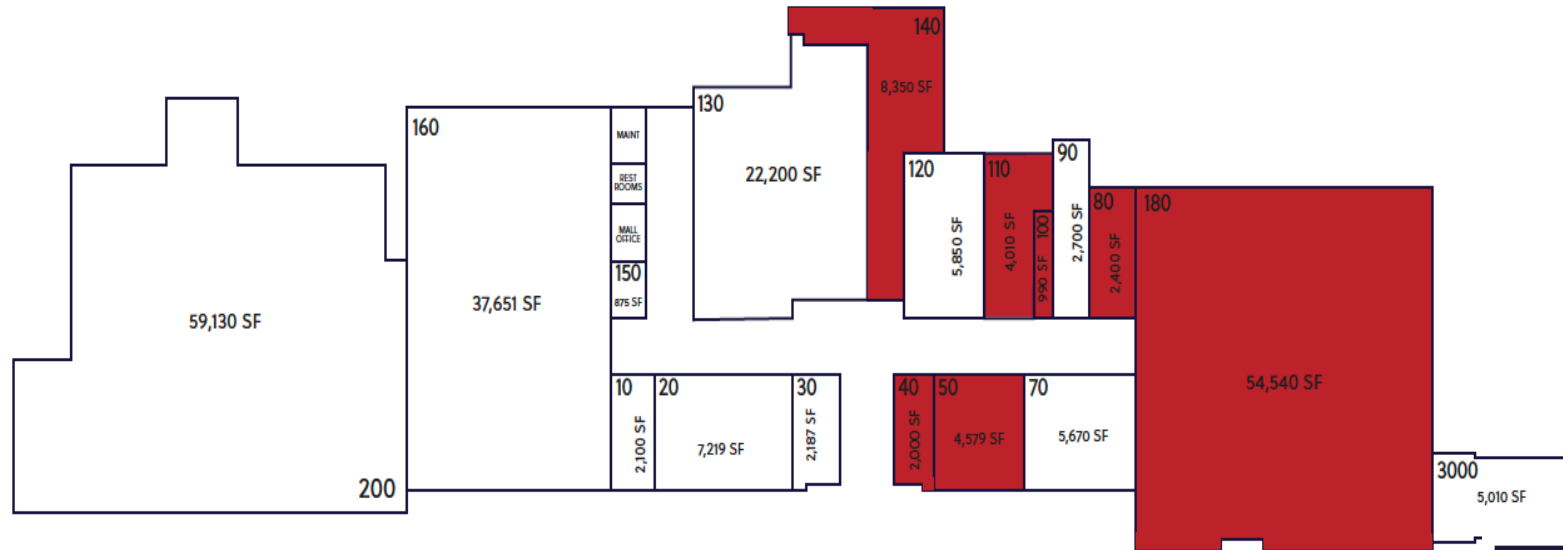 140
8,350 SF
130
22,200 SF
160
37,651 SF
MAINT
REST
ROOMS
MALL
OFFICE
150
875 SF
120
5,850 SF
110
4,010 SF
100
990 SF
90
2,700 SF
80
2,400 SF
180
54,540 SF
59,130 SF
200
10
2,100 SF
20
7,219 SF
30
2,187 SF
40
2,000 SF
50
4,579 SF
70
5,670 SF
3000
5,010 SF